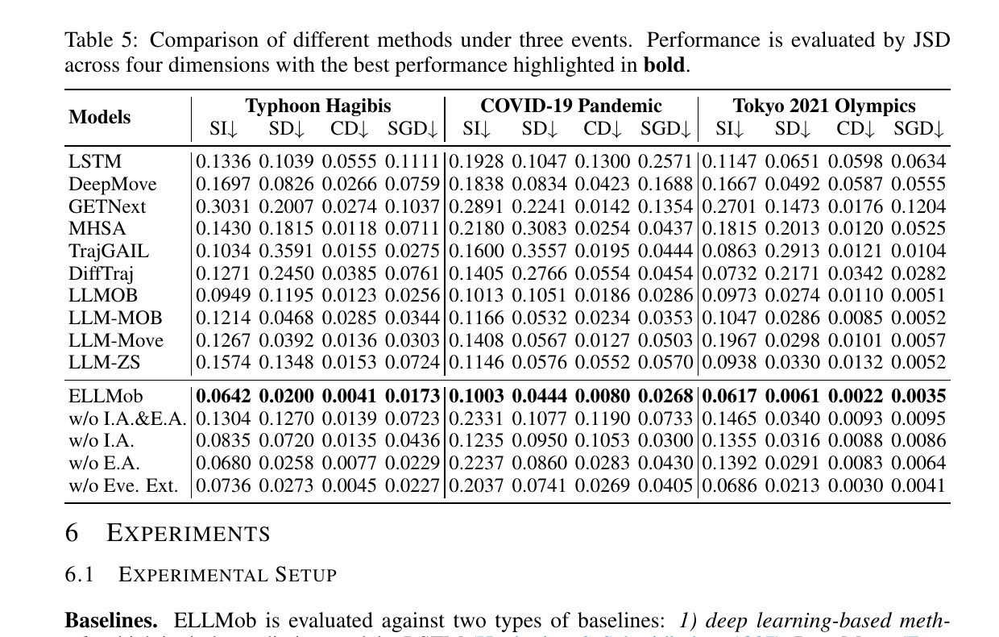 Table 5: Comparison of different methods under three events. Performance is evaluated by JSD
across four dimensions with the best performance highlighted in bold.
Models Typhoon Hagibis COVID-19 Pandemic Tokyo 2021 Olympics
SI↓ SD↓ CD↓ SGD↓ SI↓ SD↓ CD↓ SGD↓ SI↓ SD↓ CD↓ SGD↓
LSTM 0.1336 0.1039 0.0555 0.1111 0.1928 0.1047 0.1300 0.2571 0.1147 0.0651 0.0598 0.0634
DeepMove 0.1697 0.0826 0.0266 0.0759 0.1838 0.0834 0.0423 0.1688 0.1667 0.0492 0.0587 0.0555
GETNext 0.3031 0.2007 0.0274 0.1037 0.2891 0.2241 0.0142 0.1354 0.2701 0.1473 0.0176 0.1204
MHSA 0.1430 0.1815 0.0118 0.0711 0.2180 0.3083 0.0254 0.0437 0.1815 0.2013 0.0120 0.0525
TrajGAIL 0.1034 0.3591 0.0155 0.0275 0.1600 0.3557 0.0195 0.0444 0.0863 0.2913 0.0121 0.0104
DiffTraj 0.1271 0.2450 0.0385 0.0761 0.1405 0.2766 0.0554 0.0454 0.0732 0.2171 0.0342 0.0282
LLMOB 0.0949 0.1195 0.0123 0.0256 0.1013 0.1051 0.0186 0.0286 0.0973 0.0274 0.0110 0.0051
LLM-MOB 0.1214 0.0468 0.0285 0.0344 0.1166 0.0532 0.0234 0.0353 0.1047 0.0286 0.0085 0.0052
LLM-Move 0.1267 0.0392 0.0136 0.0303 0.1408 0.0567 0.0127 0.0503 0.1967 0.0298 0.0101 0.0057
LLM-ZS 0.1574 0.1348 0.0153 0.0724 0.1146 0.0576 0.0552 0.0570 0.0938 0.0330 0.0132 0.0052
ELLMob 0.0642 0.0200 0.0041 0.0173 0.1003 0.0444 0.0080 0.0268 0.0617 0.0061 0.0022 0.0035
w/o I.A.&E.A. 0.1304 0.1270 0.0139 0.0723 0.2331 0.1077 0.1190 0.0733 0.1465 0.0340 0.0093 0.0095
w/o I.A. 0.0835 0.0720 0.0135 0.0436 0.1235 0.0950 0.1053 0.0300 0.1355 0.0316 0.0088 0.0086
w/o E.A. 0.0680 0.0258 0.0077 0.0229 0.2237 0.0860 0.0283 0.0430 0.1392 0.0291 0.0083 0.0064
w/o Eve. Ext. 0.0736 0.0273 0.0045 0.0227 0.2037 0.0741 0.0269 0.0405 0.0686 0.0213 0.0030 0.0041
6 EXPERIMENTS
6.1 EXPERIMENTAL SETUP
Baselines. ELLMob is evaluated against two types of baselines: 1) deep learning-based meth-